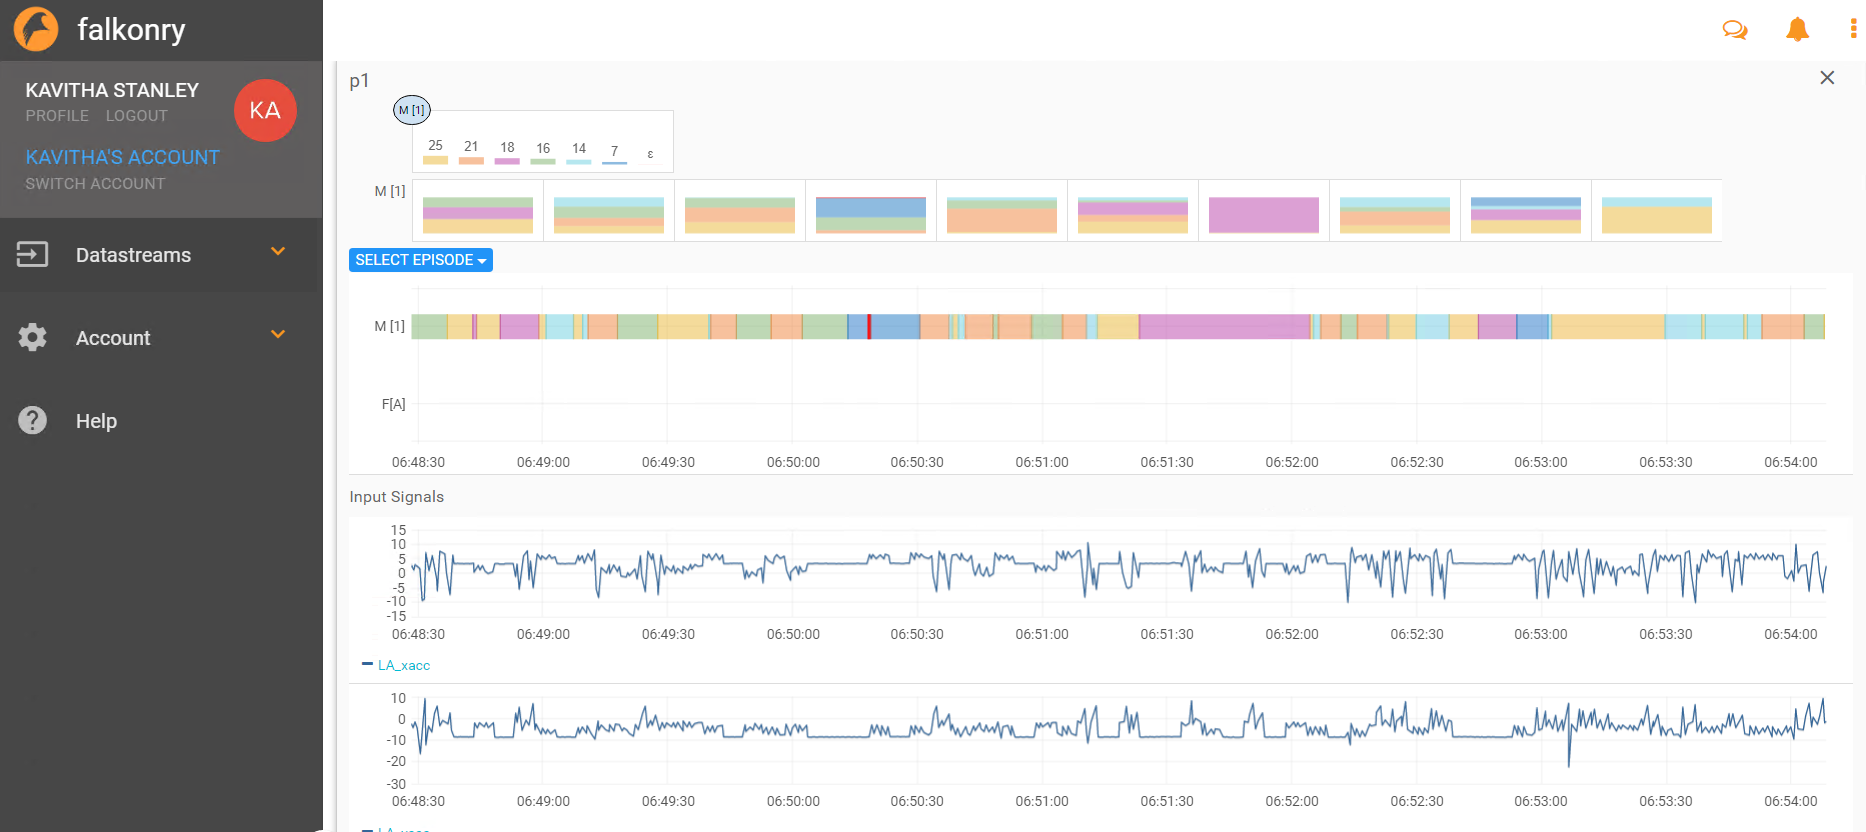 falkonry
KAVITHA STANLEY
PROFILE LOGOUT
KA
KAVITHA'S ACCOUNT
SWITCH ACCOUNT
Datastreams
Account
Help
p1
M [1]
25 21 18 16 14 7 ε
M [1]
SELECT EPISODE
M [1]
F[A]
06:48:30 06:49:00 06:49:30 06:50:00 06:50:30 06:51:00 06:51:30 06:52:00 06:52:30 06:53:00 06:53:30 06:54:00
Input Signals
15
10
5
0
-5
-10
-15
06:48:30 06:49:00 06:49:30 06:50:00 06:50:30 06:51:00 06:51:30 06:52:00 06:52:30 06:53:00 06:53:30 06:54:00
LA_xacc
10
0
-10
-20
-30
06:48:30 06:49:00 06:49:30 06:50:00 06:50:30 06:51:00 06:51:30 06:52:00 06:52:30 06:53:00 06:53:30 06:54:00